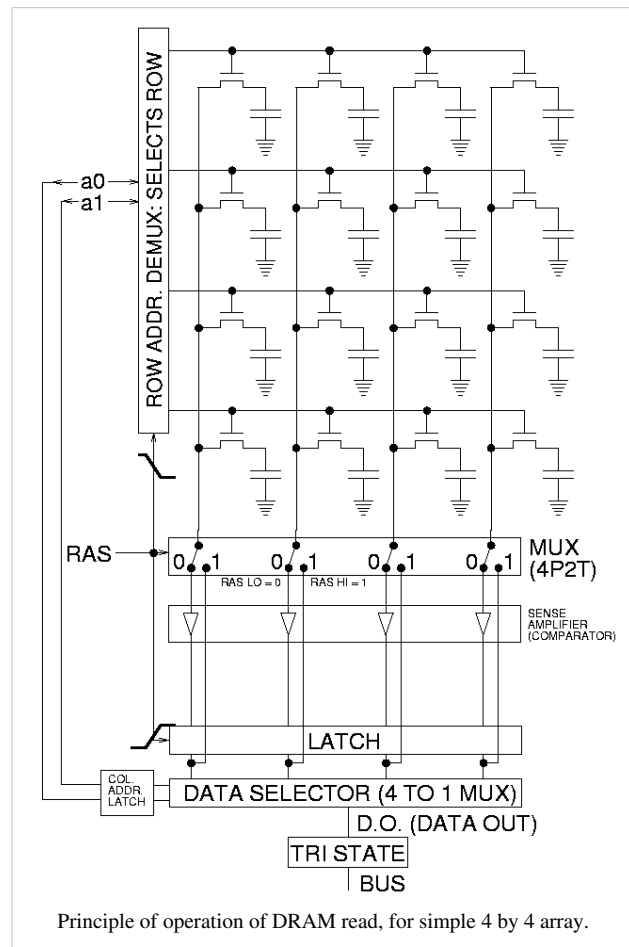 ROW ADDR. DEMUX: SELECTS ROW
a0
a1
RAS
0 1 0 1 0 1 0 1
MUX
(4P2T)
RAS LO = 0 RAS HI = 1
SENSE
AMPLIFIER
(COMPARATOR)
LATCH
COL.
ADDR.
LATCH
DATA SELECTOR (4 TO 1 MUX)
D.O. (DATA OUT)
TRI STATE
BUS
Principle of operation of DRAM read, for simple 4 by 4 array.